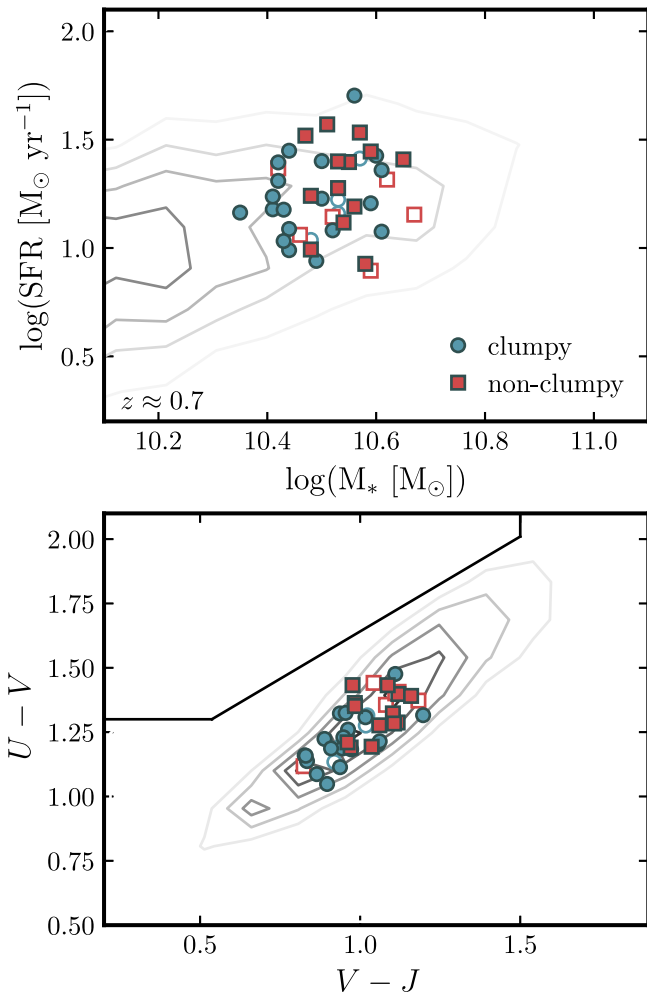 2.0
1.5
1.0
0.5
log(SFR [M⊙ yr⁻¹])
clumpy
non-clumpy
z ≈ 0.7
10.2 10.4 10.6 10.8 11.0
log(M∗ [M⊙])
2.00
1.75
1.50
1.25
1.00
0.75
0.50
U − V
0.5 1.0 1.5
V − J